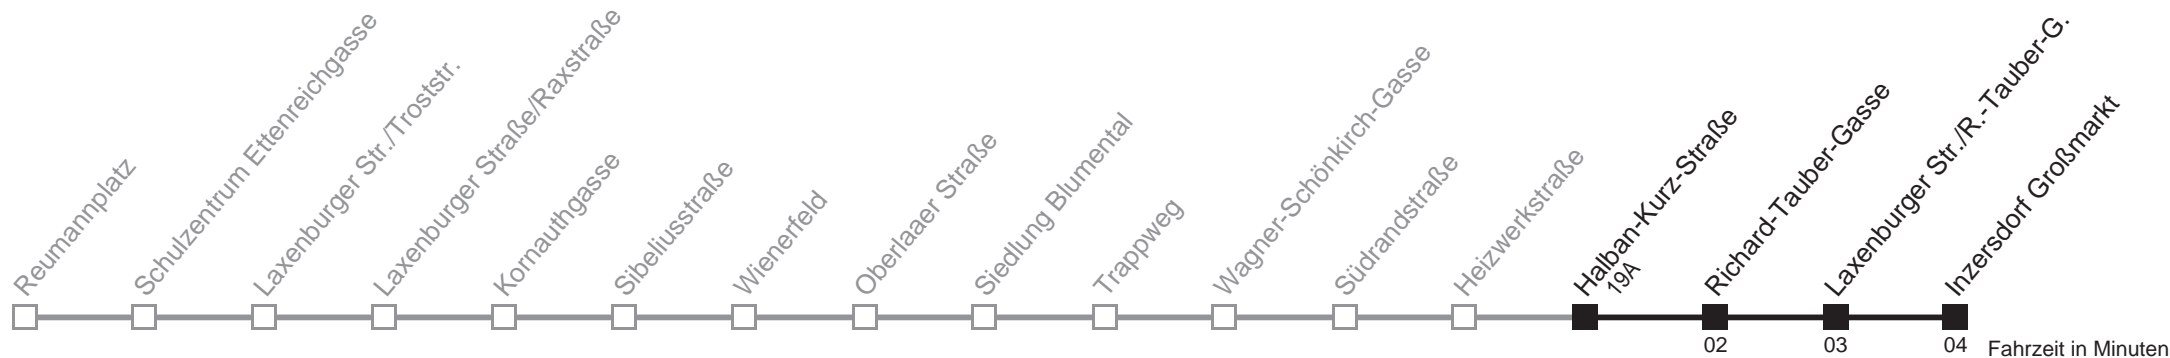 Reumannplatz
Schulzentrum Ettenreichgasse
Laxenburger Str./Troststr.
Laxenburger Straße/Raxstraße
Kornauthgasse
Sibeliusstraße
Wienerfeld
Oberlaaer Straße
Siedlung Blumental
Trappweg
Wagner-Schönkirch-Gasse
Südrandstraße
Heizwerkstraße
Halban-Kurz-Straße
19A
Richard-Tauber-Gasse
Laxenburger Str./R.-Tauber-G.
Inzersdorf Großmarkt
02 03 04 Fahrzeit in Minuten